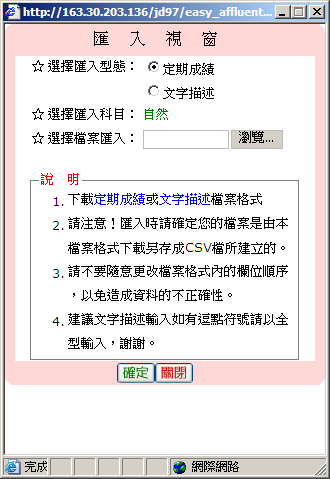 http://163.30.203.136/jd97/easy_affluent...
匯 入 視 窗
☆選擇匯入型態： 定期成績
文字描述
☆選擇匯入科目： 自然
☆選擇檔案匯入： 瀏覽...
說 明
1. 下載定期成績或文字描述檔案格式
2. 請注意！匯入時請確定您的檔案是由本
檔案格式下載另存成CSV檔所建立的。
3. 請不要隨意更改檔案格式內的欄位順序
，以免造成資料的不正確性。
4. 建議文字描述輸入如有逗點符號請以全
型輸入，謝謝。
確定 關閉
完成 網際網路